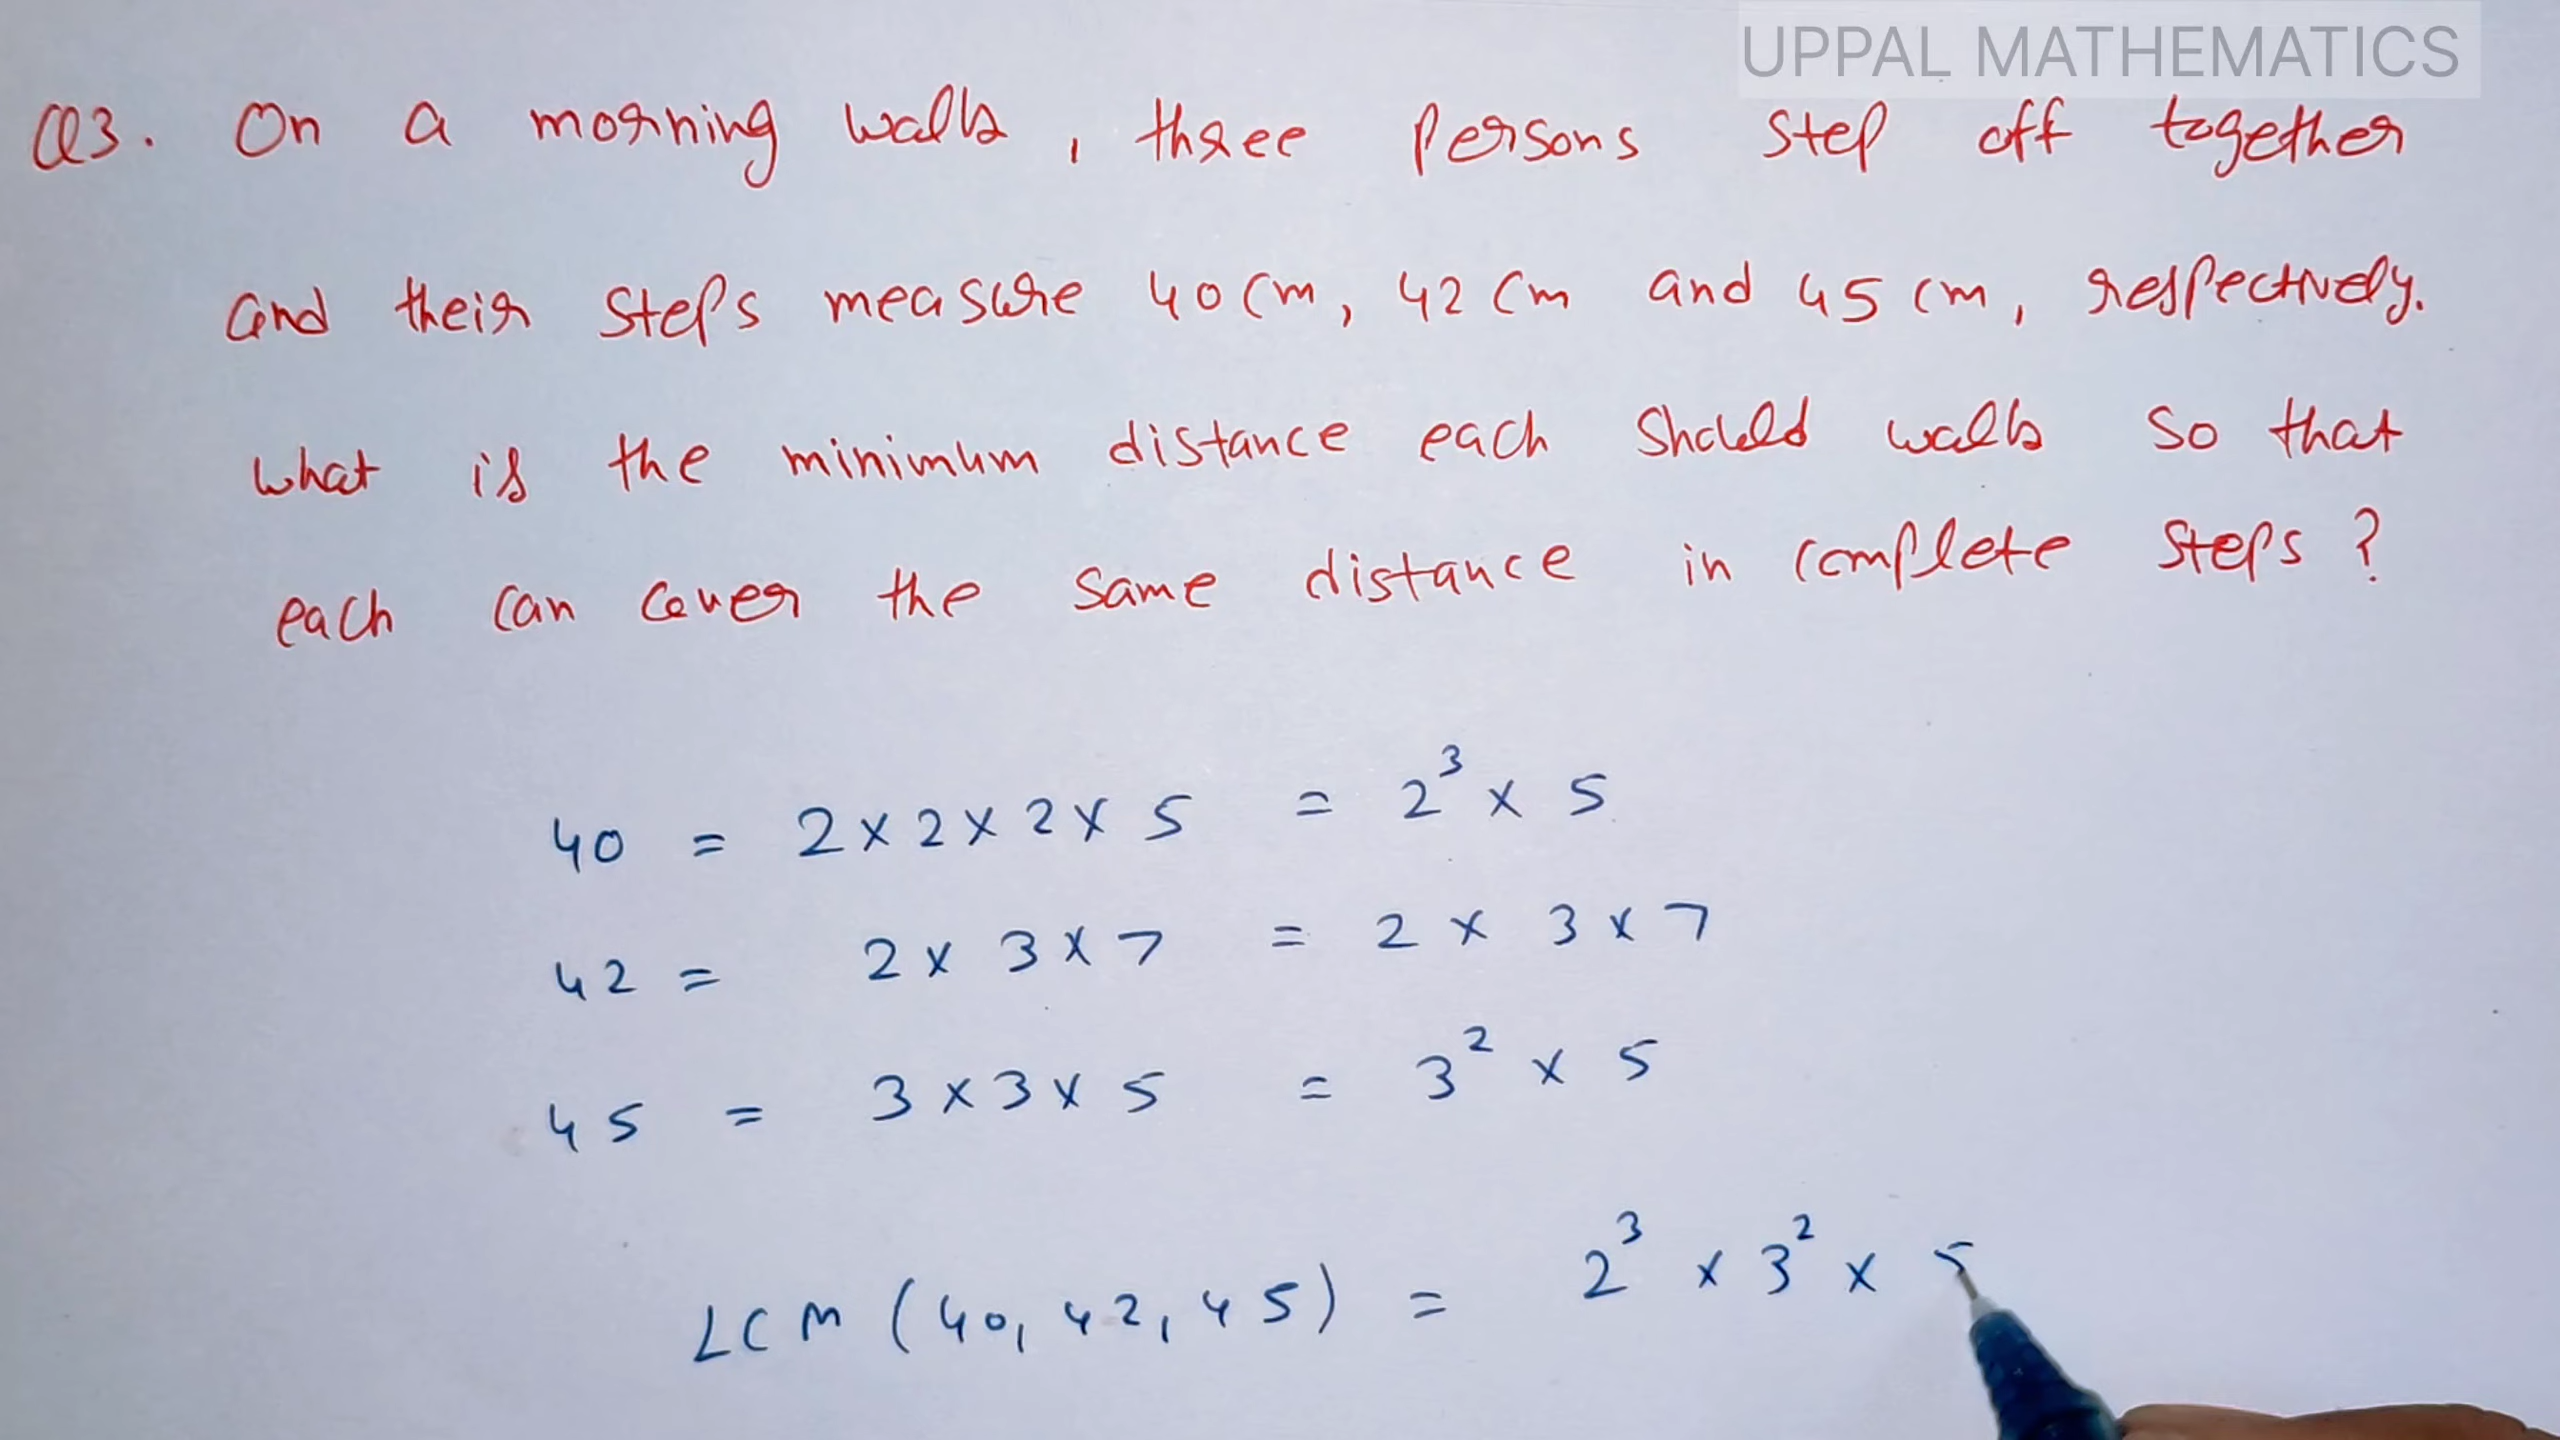 UPPAL MATHEMATICS
Q3. On a morning walk, three persons step off together
and their steps measure 40 cm, 42 cm and 45 cm, respectively.
what is the minimum distance each should walk so that
each can cover the same distance in complete steps?
40 = 2 × 2 × 2 × 5 = 2³ × 5
42 = 2 × 3 × 7 = 2 × 3 × 7
45 = 3 × 3 × 5 = 3² × 5
LCM (40, 42, 45) = 2³ × 3² × 5